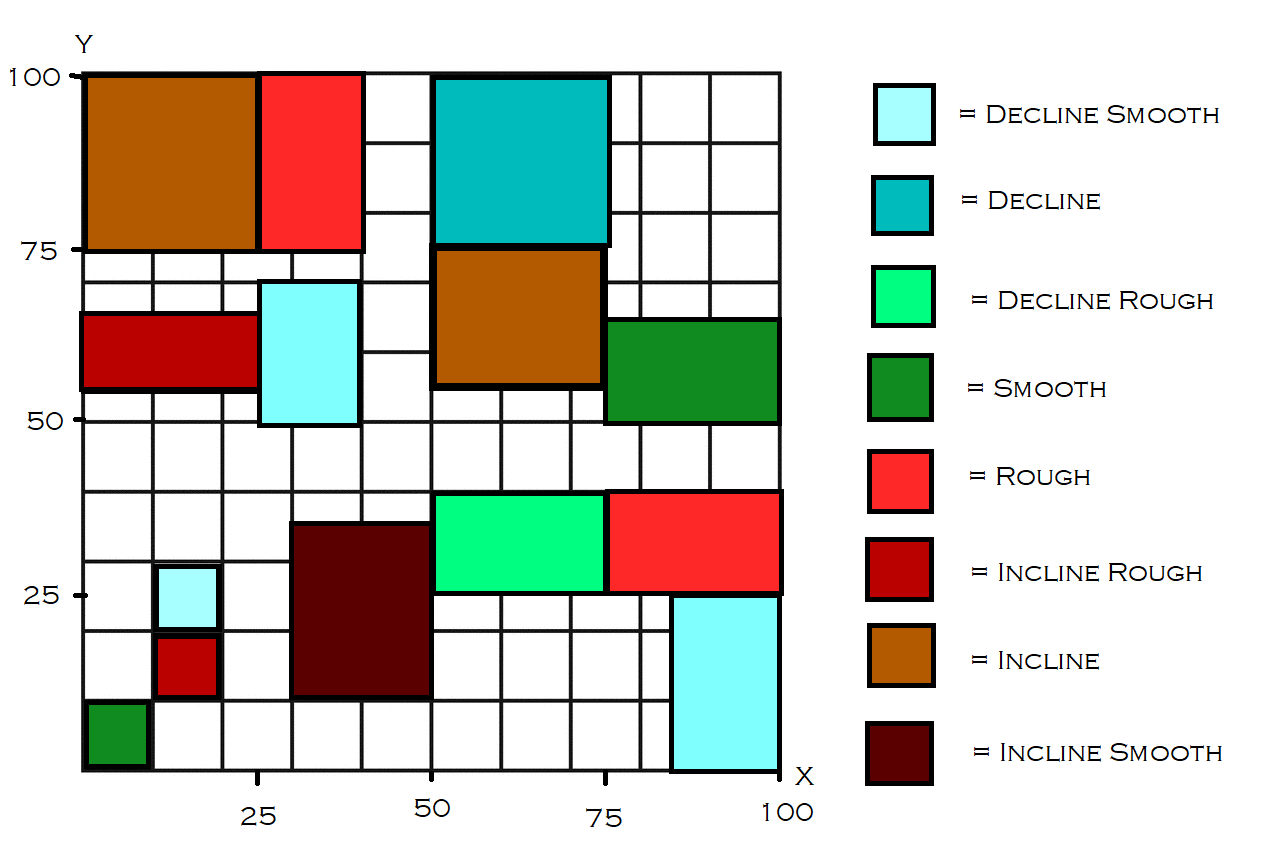 Y
100
75
50
25
25
50
75
100
X
= Decline Smooth
= Decline
= Decline Rough
= Smooth
= Rough
= Incline Rough
= Incline
= Incline Smooth